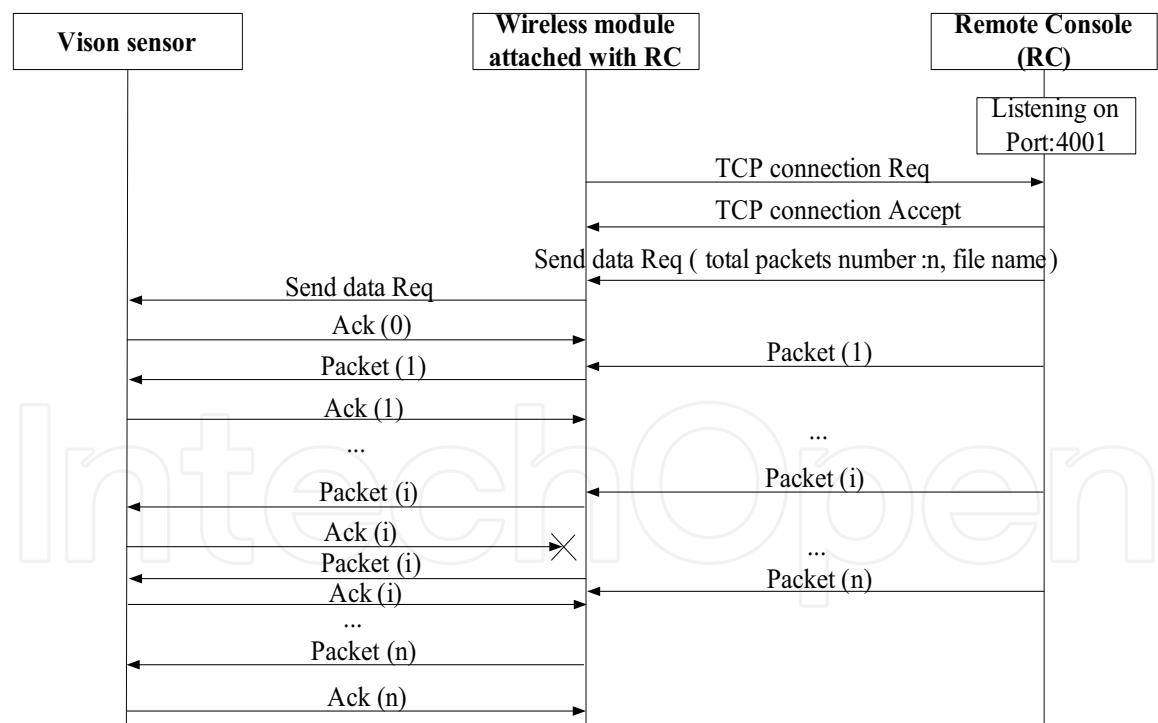 Vison sensor
Wireless module
attached with RC
Remote Console
(RC)
Listening on
Port:4001
TCP connection Req
TCP connection Accept
Send data Req ( total packets number :n, file name )
Send data Req
Ack (0)
Packet (1)
Packet (1)
Ack (1)
...
...
Packet (i)
Packet (i)
Ack (i)
...
Packet (i)
Packet (n)
Ack (i)
...
Packet (n)
Ack (n)
IntechOpen